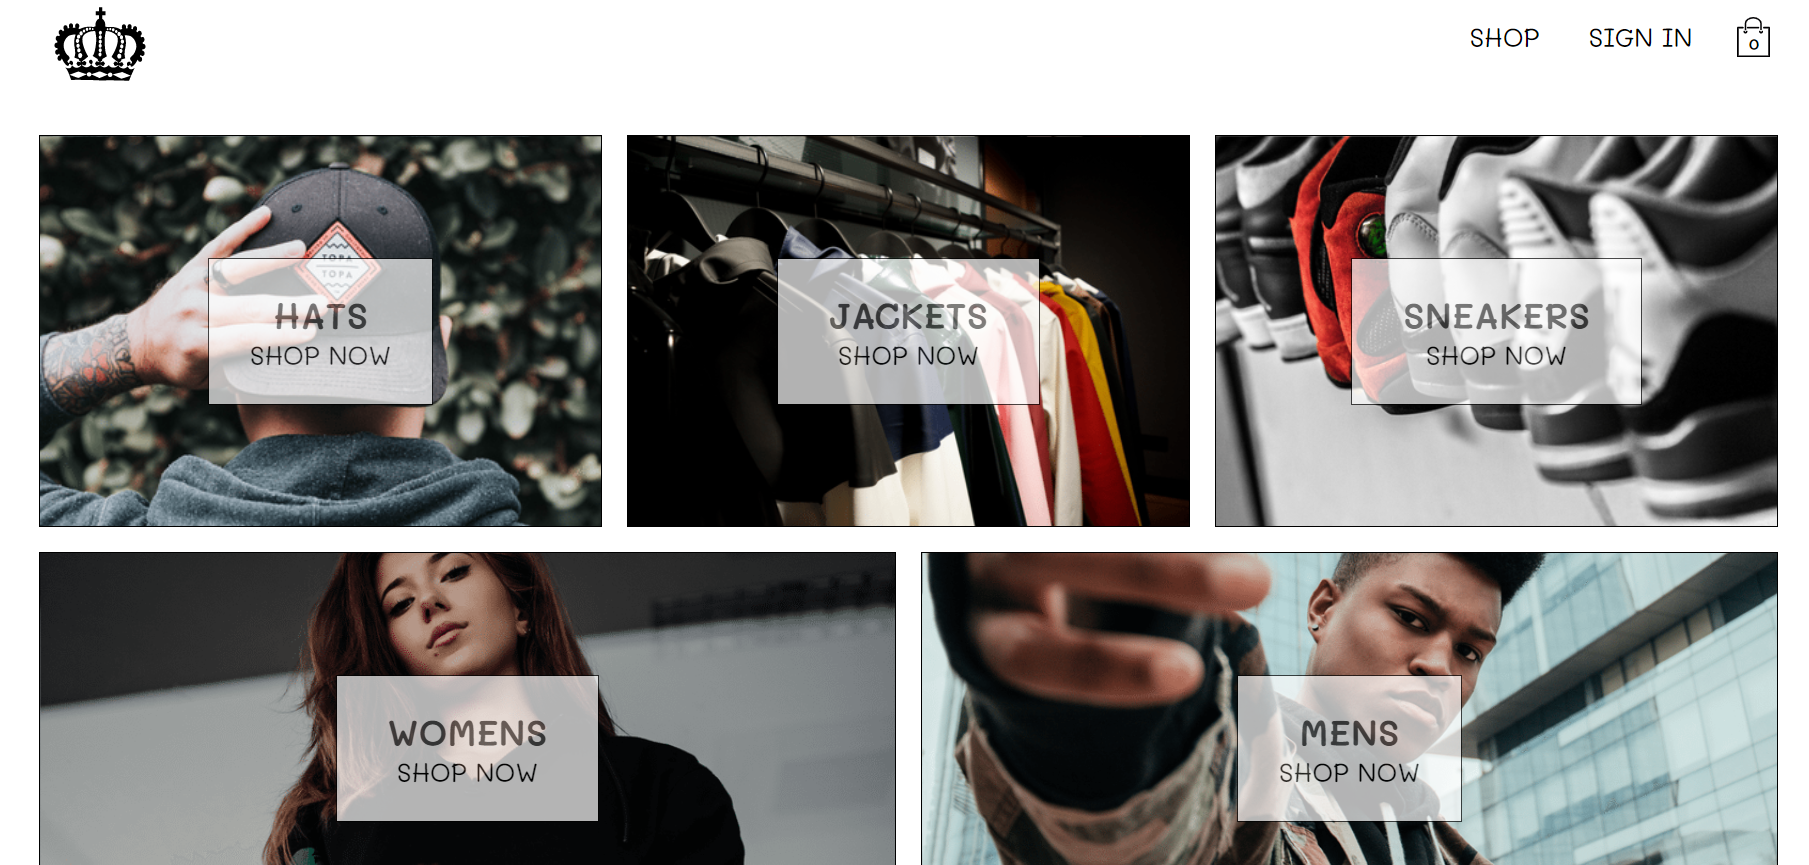 SHOP
SIGN IN
0
TOPA
TOPA
HATS
SHOP NOW
JACKETS
SHOP NOW
SNEAKERS
SHOP NOW
WOMENS
SHOP NOW
MENS
SHOP NOW